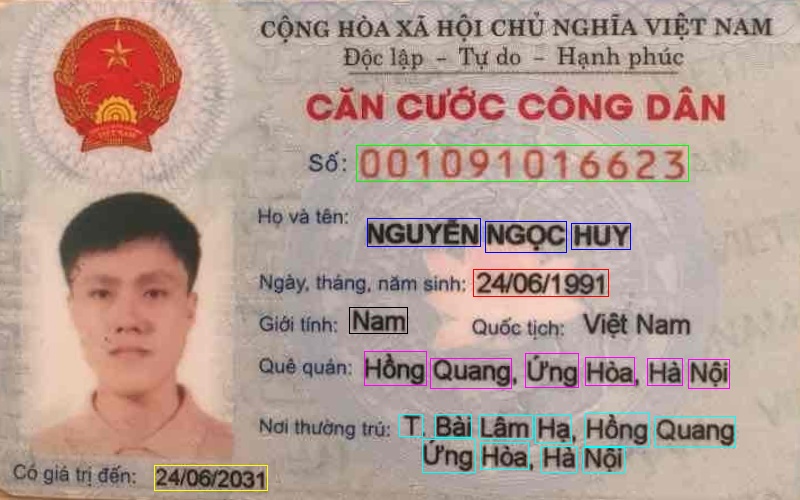 CỘNG HÒA XÃ HỘI CHỦ NGHĨA VIỆT NAM
Độc lập - Tự do - Hạnh phúc
CĂN CƯỚC CÔNG DÂN
Số: 001091016623
Họ và tên:
NGUYỄN NGỌC HUY
Ngày, tháng, năm sinh: 24/06/1991
Giới tính: Nam Quốc tịch: Việt Nam
Quê quán: Hồng Quang, Ứng Hòa, Hà Nội
Nơi thường trú: T. Bài Lâm Hạ, Hồng Quang
Ứng Hòa, Hà Nội
Có giá trị đến: 24/06/2031